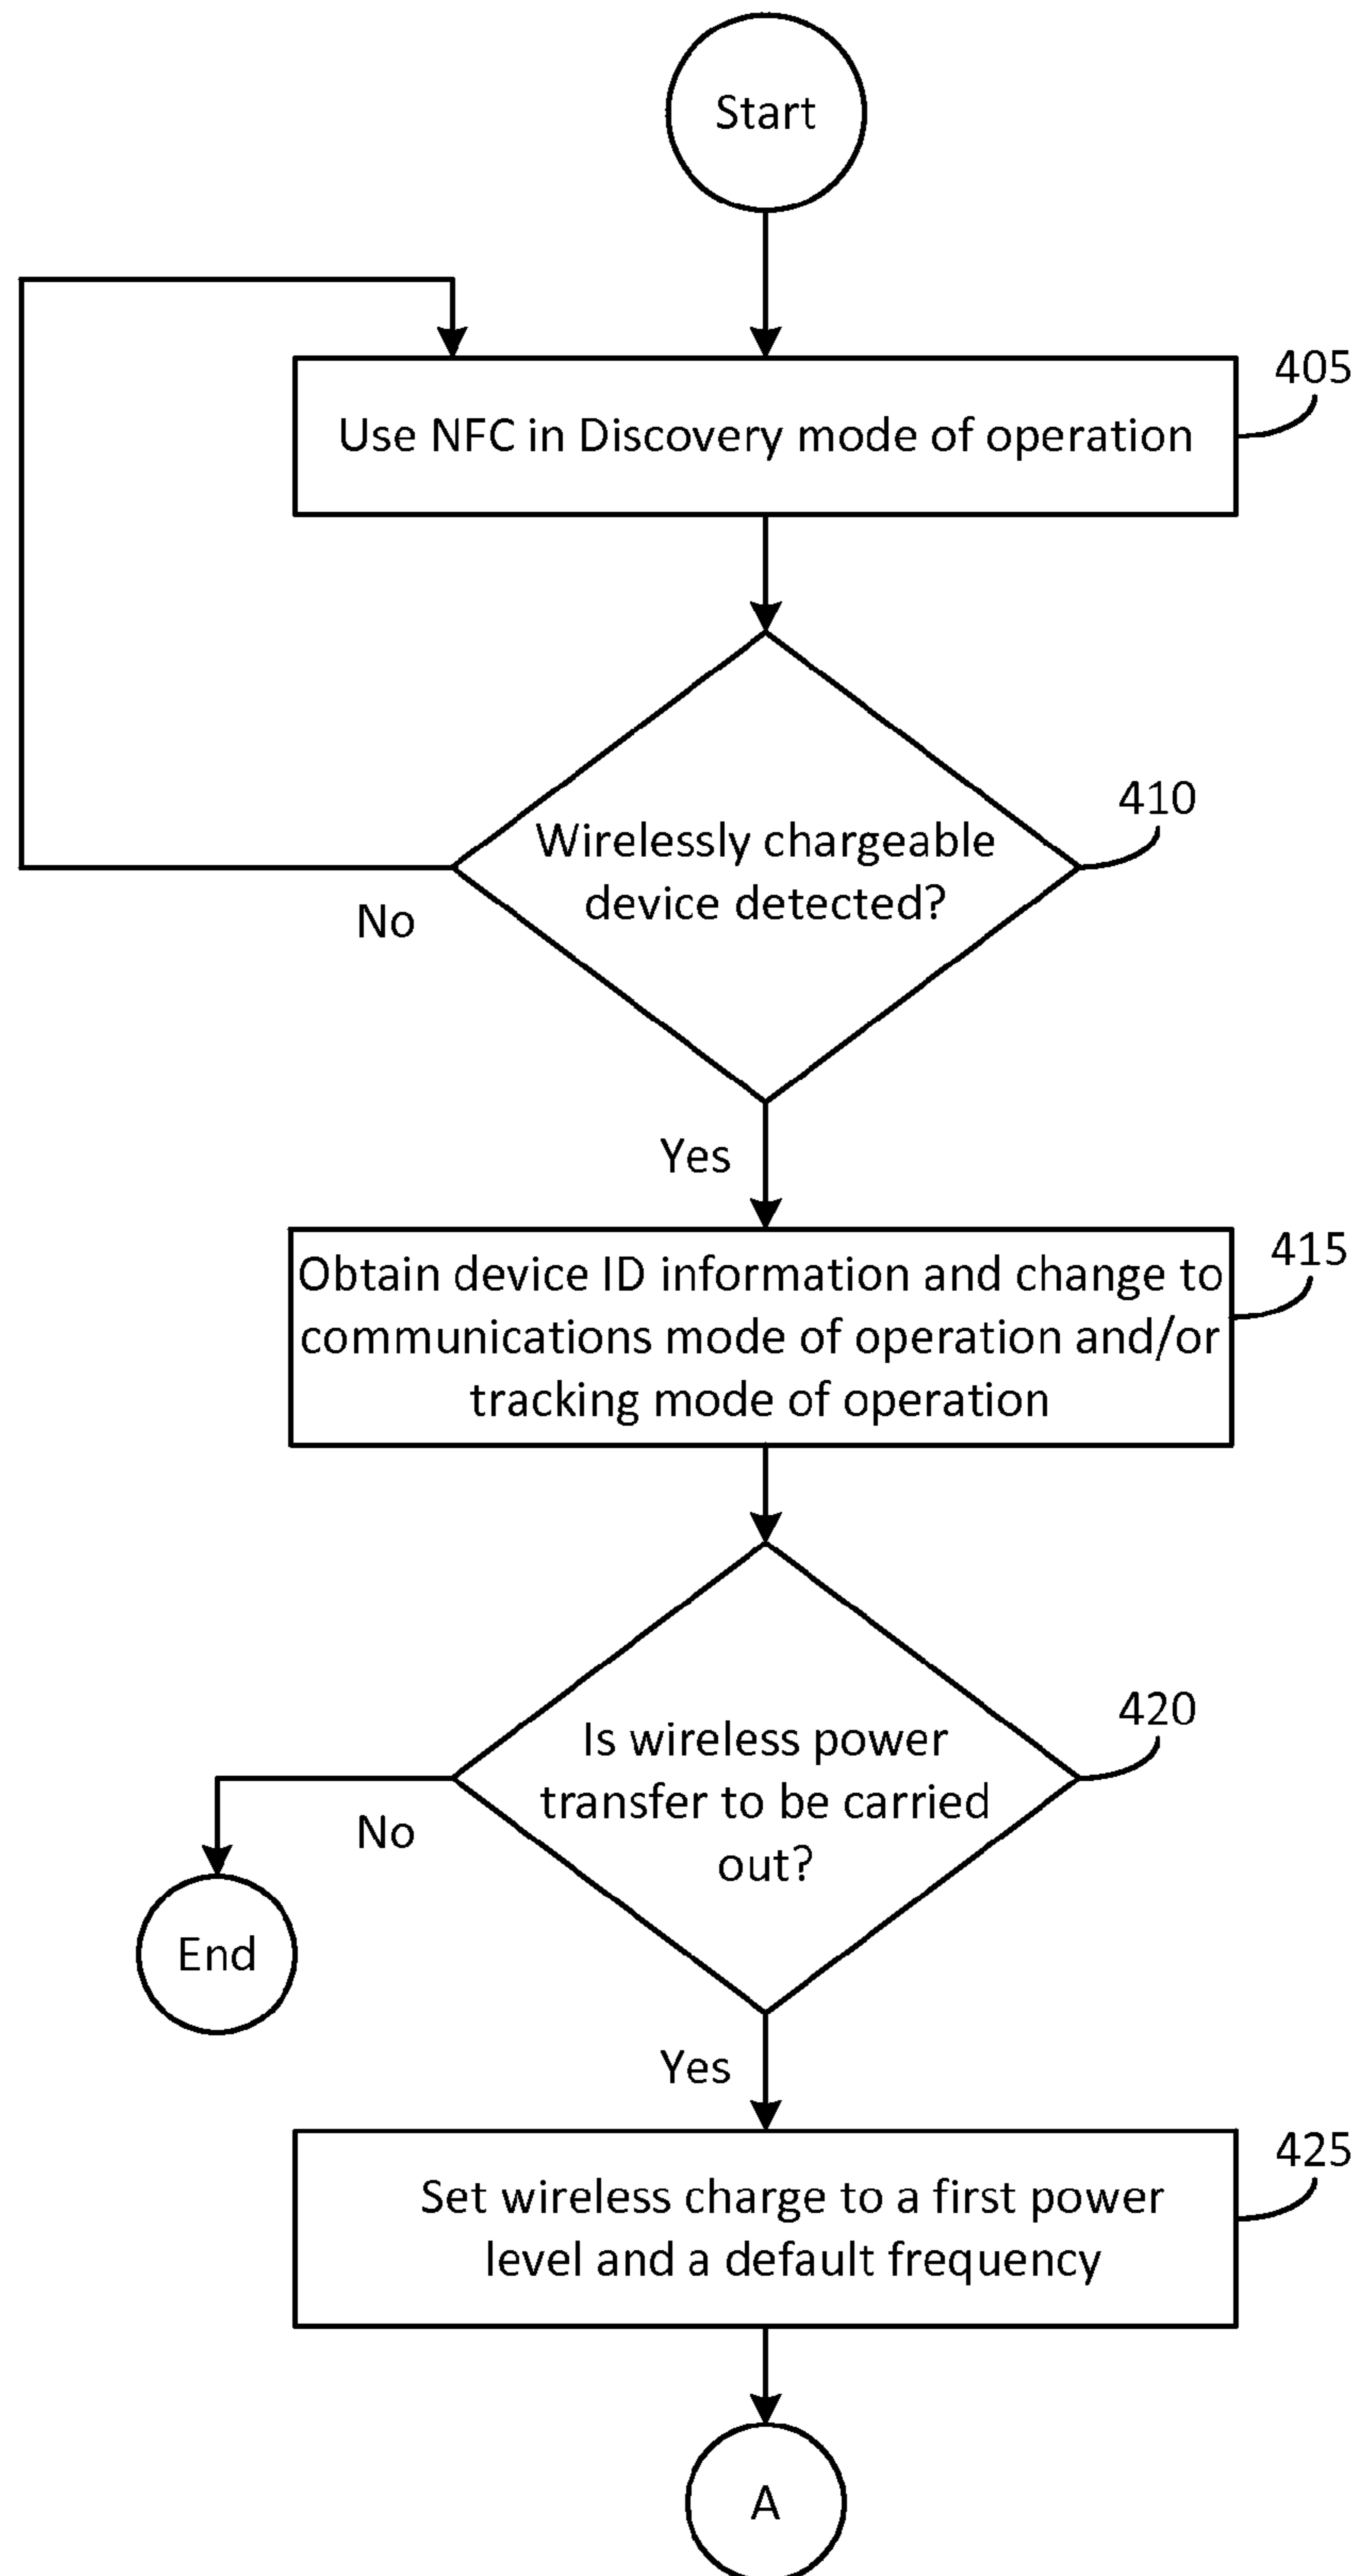 Start
405
Use NFC in Discovery mode of operation
410
Wirelessly chargeable
device detected?
No
Yes
415
Obtain device ID information and change to
communications mode of operation and/or
tracking mode of operation
420
Is wireless power
transfer to be carried
out?
No
End
Yes
425
Set wireless charge to a first power
level and a default frequency
A